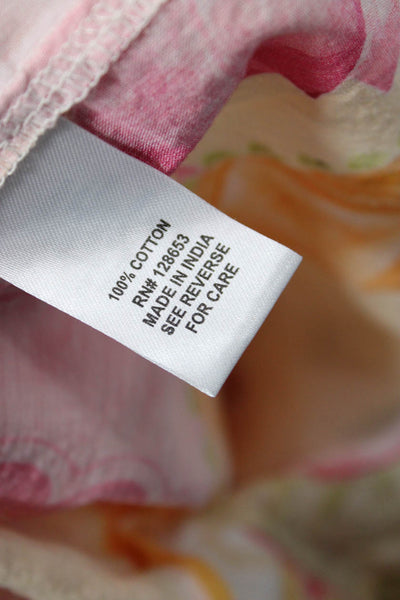 100% COTTON
RN# 128653
MADE IN INDIA
SEE REVERSE
FOR CARE